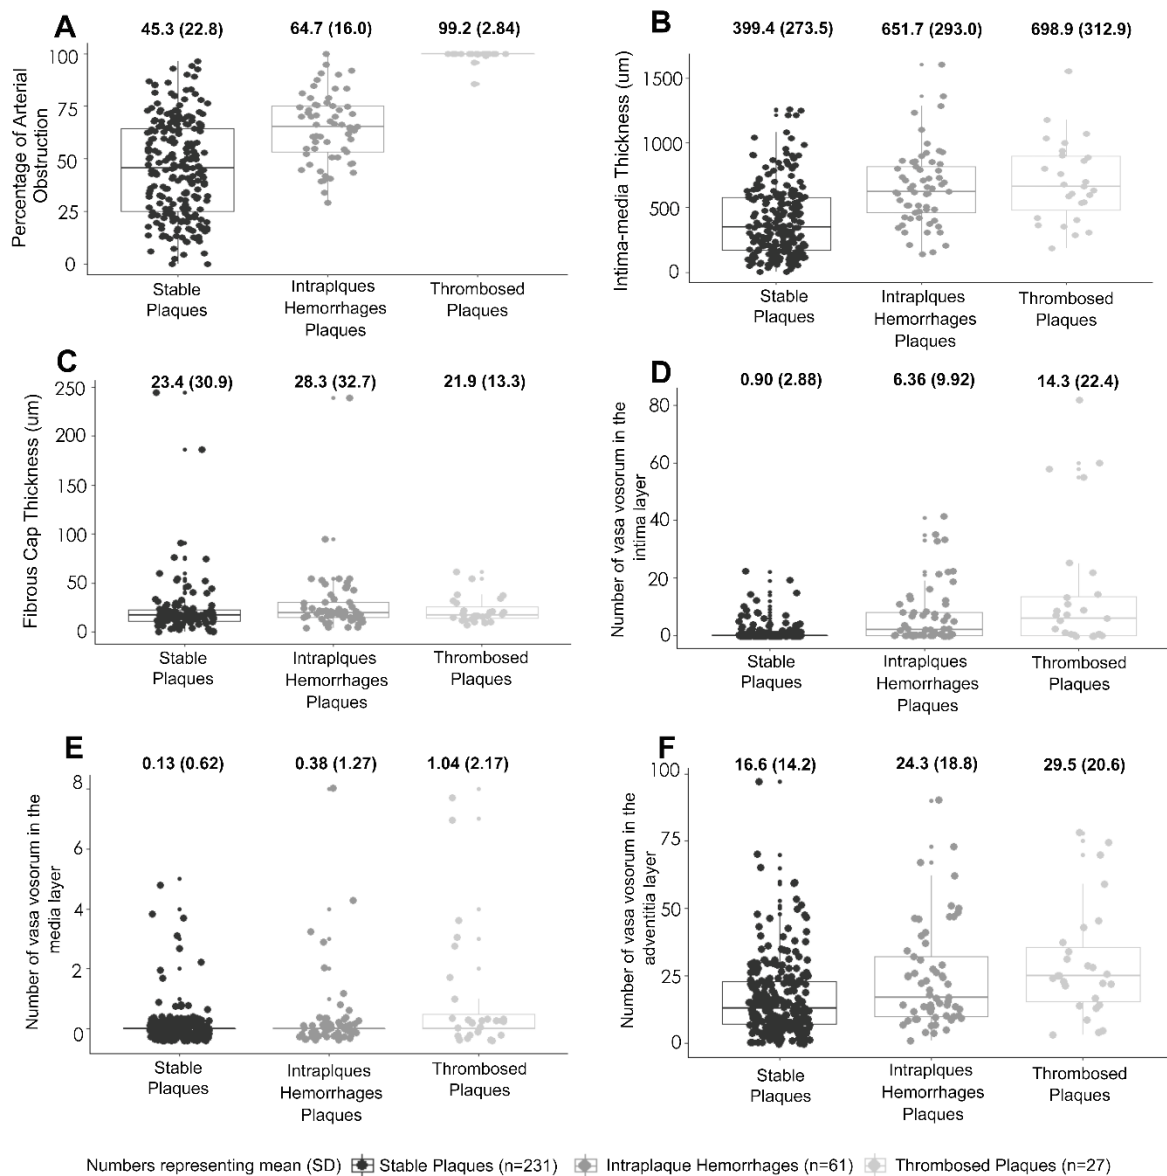 A
45.3 (22.8) 64.7 (16.0) 99.2 (2.84)
Percentage of Arterial
Obstruction
100
75
50
25
0
Stable
Plaques
Intraplques
Hemorrhages
Plaques
Thrombosed
Plaques
B
399.4 (273.5) 651.7 (293.0) 698.9 (312.9)
Intima-media Thickness (um)
1500
1000
500
0
Stable
Plaques
Intraplques
Hemorrhages
Plaques
Thrombosed
Plaques
C
23.4 (30.9) 28.3 (32.7) 21.9 (13.3)
Fibrous Cap Thickness (um)
250
200
150
100
50
0
Stable
Plaques
Intraplques
Hemorrhages
Plaques
Thrombosed
Plaques
D
0.90 (2.88) 6.36 (9.92) 14.3 (22.4)
Number of vasa vosorum in the
intima layer
80
60
40
20
0
Stable
Plaques
Intraplques
Hemorrhages
Plaques
Thrombosed
Plaques
E
0.13 (0.62) 0.38 (1.27) 1.04 (2.17)
Number of vasa vosorum in the
media layer
8
6
4
2
0
Stable
Plaques
Intraplques
Hemorrhages
Plaques
Thrombosed
Plaques
F
16.6 (14.2) 24.3 (18.8) 29.5 (20.6)
Number of vasa vosorum in the
adventitia layer
100
75
50
25
0
Stable
Plaques
Intraplques
Hemorrhages
Plaques
Thrombosed
Plaques
Numbers representing mean (SD) Stable Plaques (n=231) Intraplaque Hemorrhages (n=61) Thrombosed Plaques (n=27)